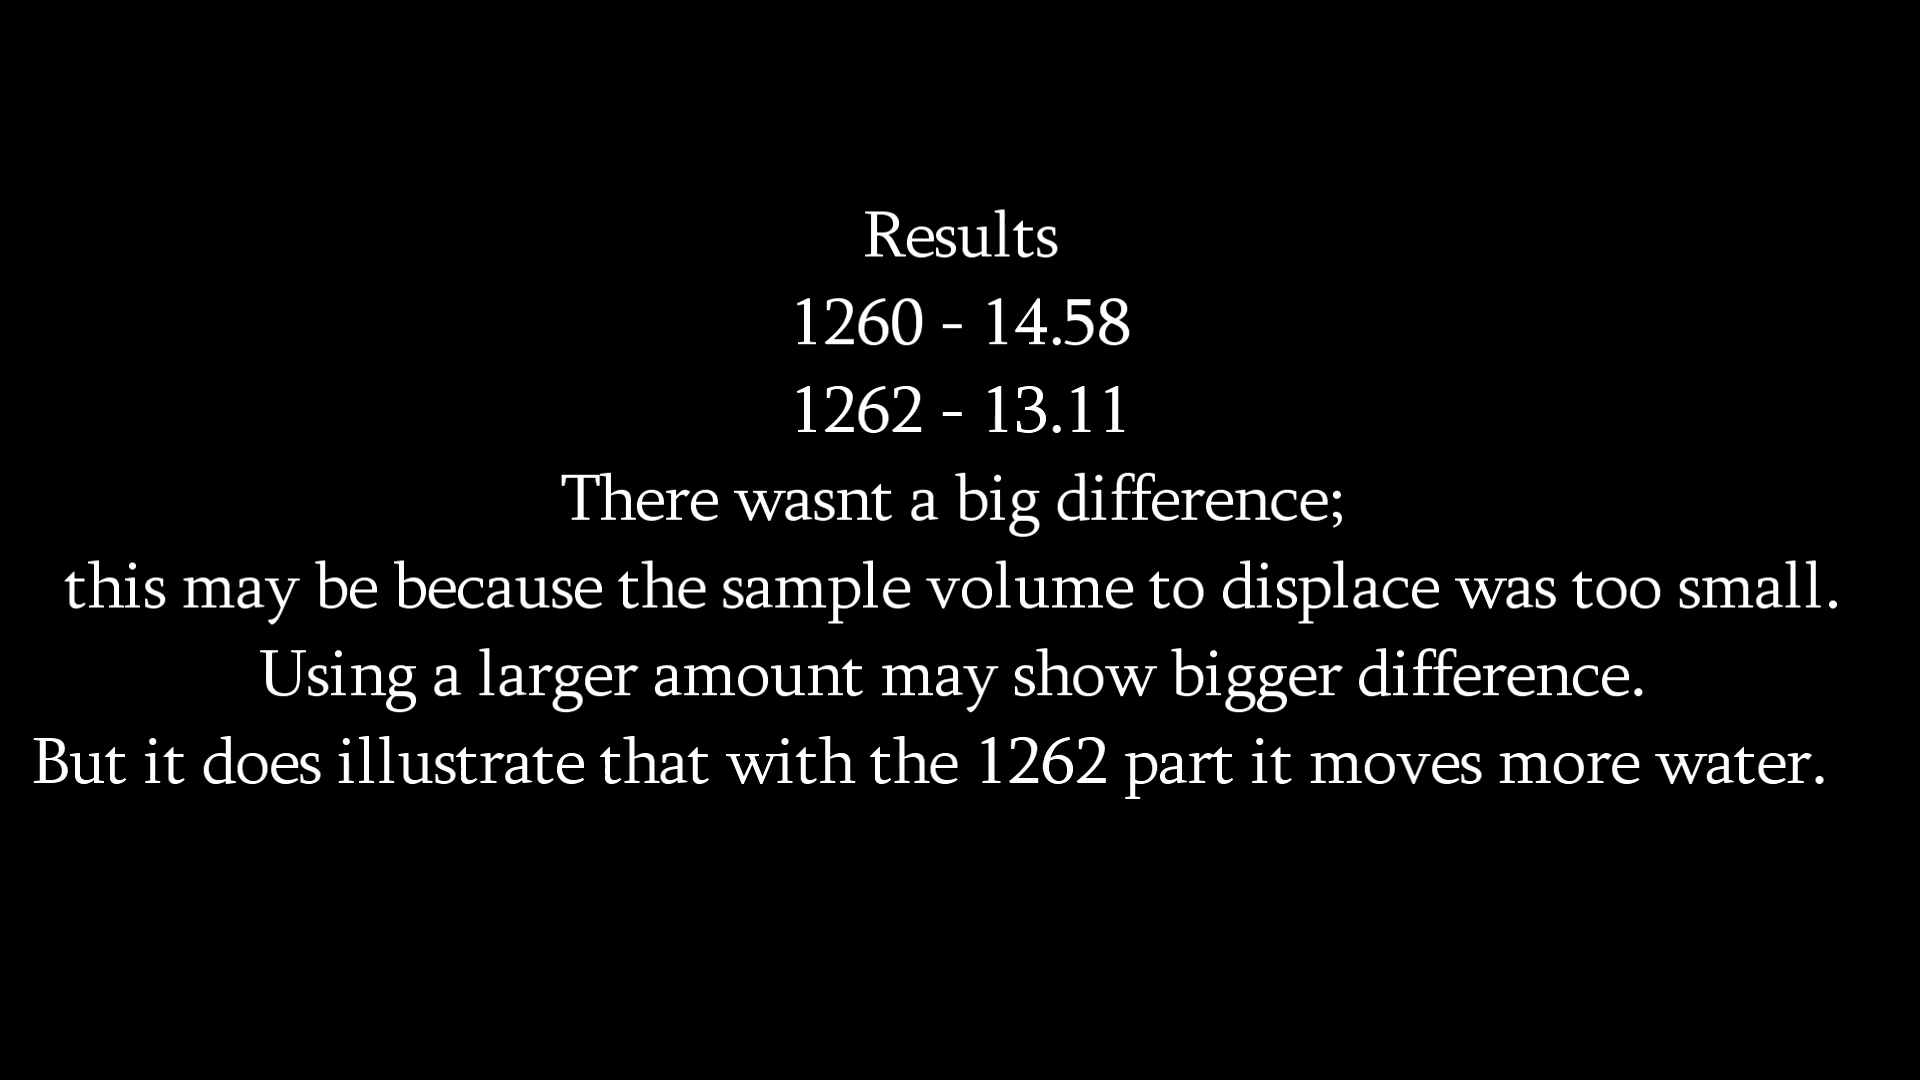 Results
1260 - 14.58
1262 - 13.11
There wasnt a big difference;
this may be because the sample volume to displace was too small.
Using a larger amount may show bigger difference.
But it does illustrate that with the 1262 part it moves more water.